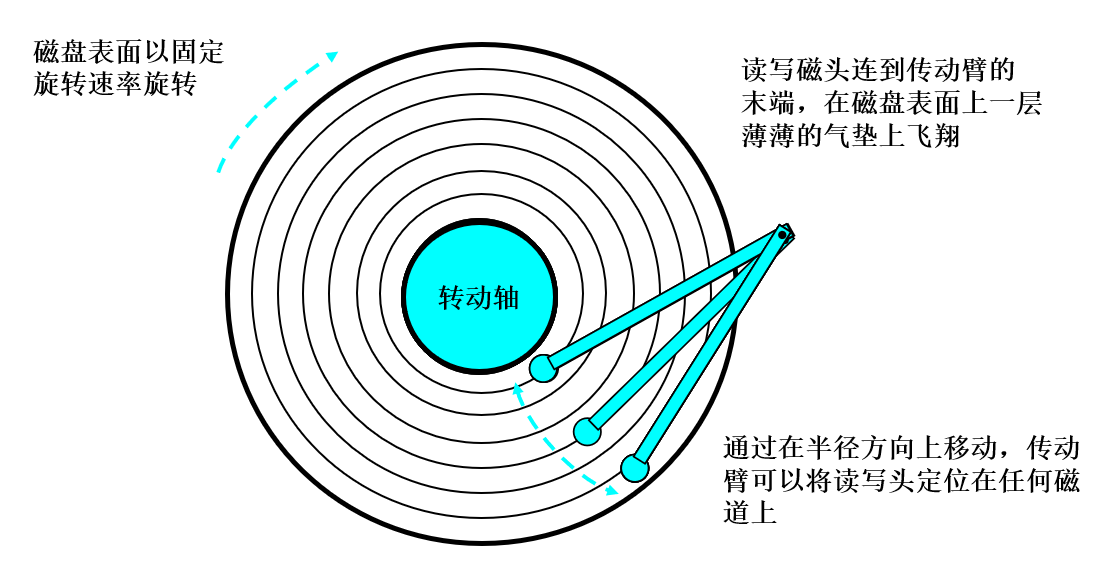 磁盘表面以固定
旋转速率旋转
读写磁头连到传动臂的
末端，在磁盘表面上一层
薄薄的气垫上飞翔
转动轴
通过在半径方向上移动，传动
臂可以将读写头定位在任何磁
道上